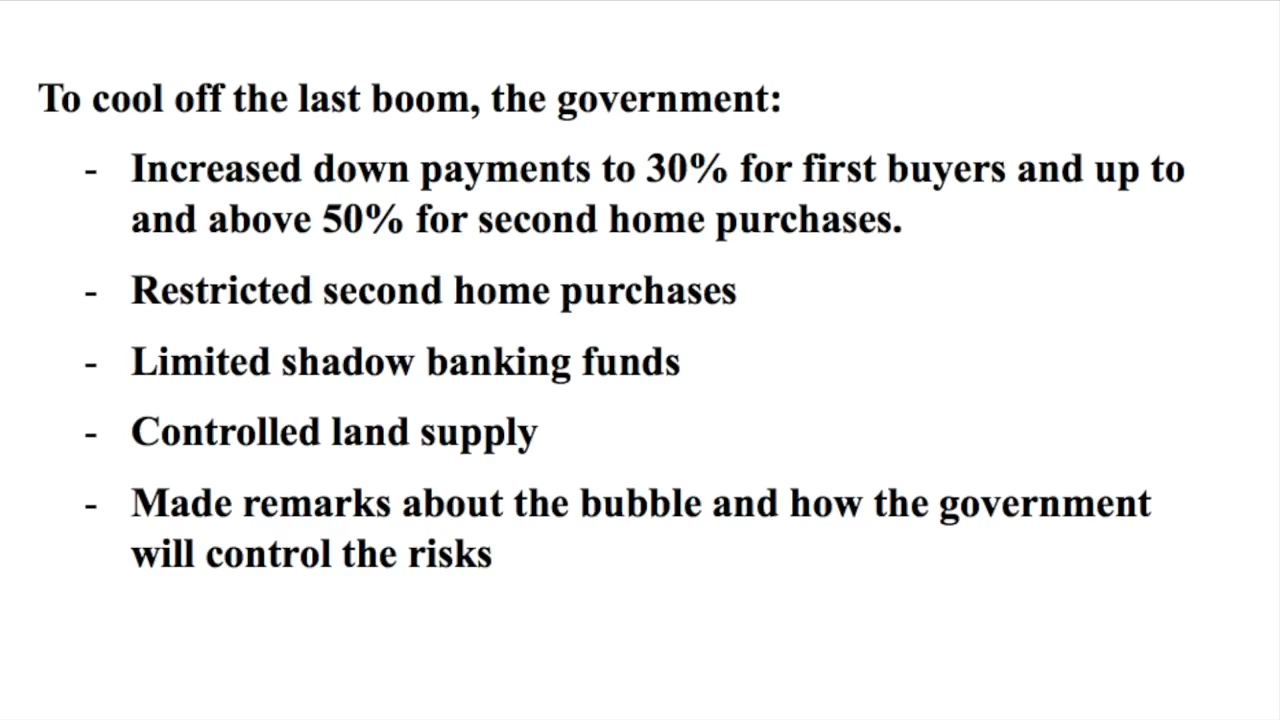 To cool off the last boom, the government:
- Increased down payments to 30% for first buyers and up to
and above 50% for second home purchases.
- Restricted second home purchases
- Limited shadow banking funds
- Controlled land supply
- Made remarks about the bubble and how the government
will control the risks